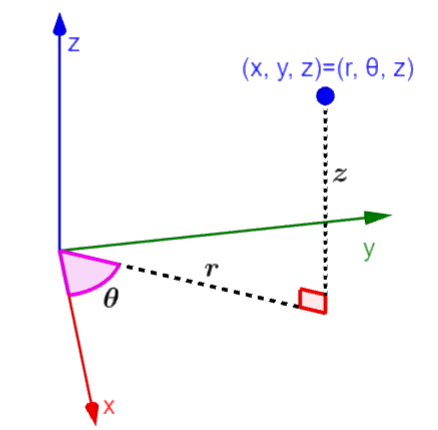 z
(x, y, z)=(r, θ, z)
z
y
r
θ
x